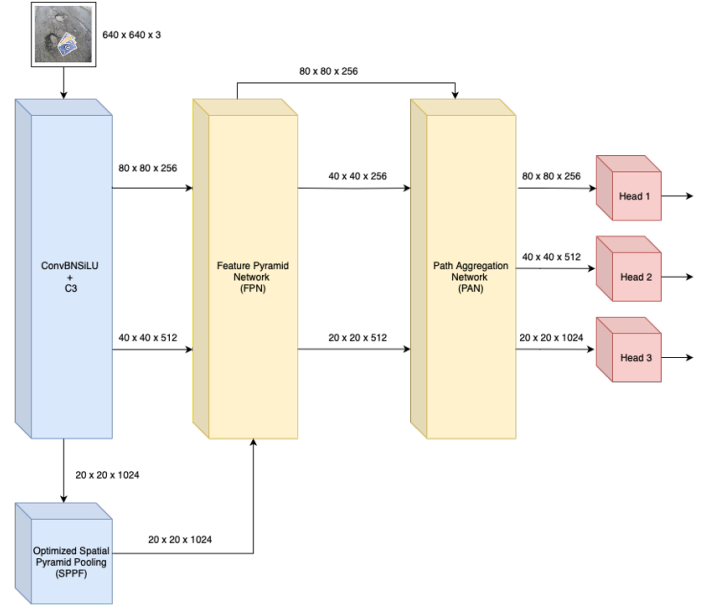 640 x 640 x 3
80 x 80 x 256
80 x 80 x 256
40 x 40 x 256
80 x 80 x 256
Head 1
ConvBNSiLU
+
C3
Feature Pyramid
Network
(FPN)
Path Aggregation
Network
(PAN)
40 x 40 x 512
Head 2
40 x 40 x 512
20 x 20 x 512
20 x 20 x 1024
Head 3
20 x 20 x 1024
20 x 20 x 1024
Optimized Spatial
Pyramid Pooling
(SPPF)